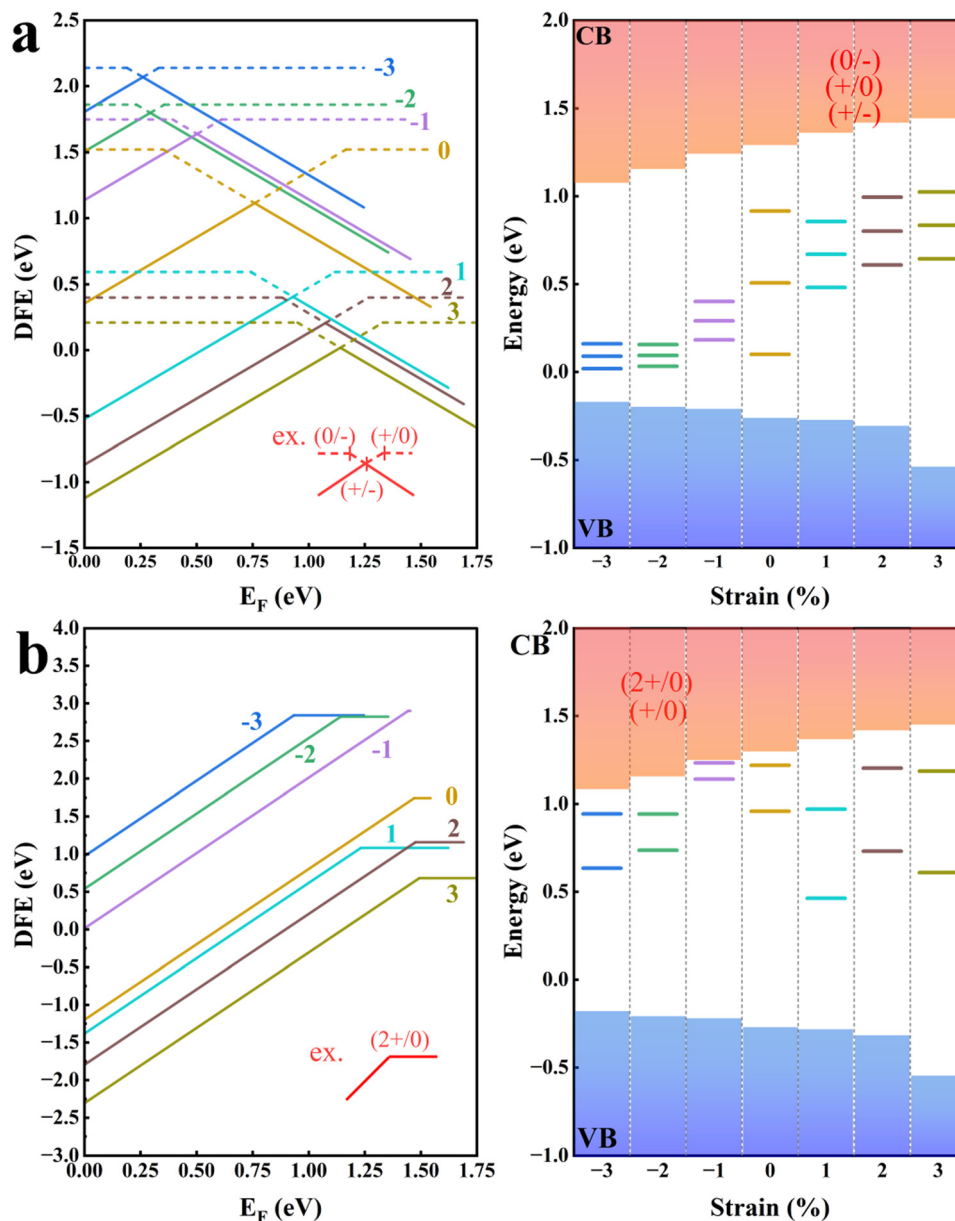 a
2.5
2.0
1.5
1.0
0.5
0.0
−0.5
−1.0
−1.5
DFE (eV)
-3
-2
-1
0
1
2
3
ex. (0/-) (+/0)
(+/-)
0.00 0.25 0.50 0.75 1.00 1.25 1.50 1.75
E_F (eV)
CB
(0/-)
(+/0)
(+/-)
2.0
1.5
1.0
0.5
0.0
−0.5
−1.0
Energy (eV)
VB
−3 −2 −1 0 1 2 3
Strain (%)
b
4.0
3.5
3.0
2.5
2.0
1.5
1.0
0.5
0.0
−0.5
−1.0
−1.5
−2.0
−2.5
−3.0
DFE (eV)
-3
-2
-1
0
1
2
3
ex. (2+/0)
0.00 0.25 0.50 0.75 1.00 1.25 1.50 1.75
E_F (eV)
CB
(2+/0)
(+/0)
2.0
1.5
1.0
0.5
0.0
−0.5
−1.0
Energy (eV)
VB
−3 −2 −1 0 1 2 3
Strain (%)